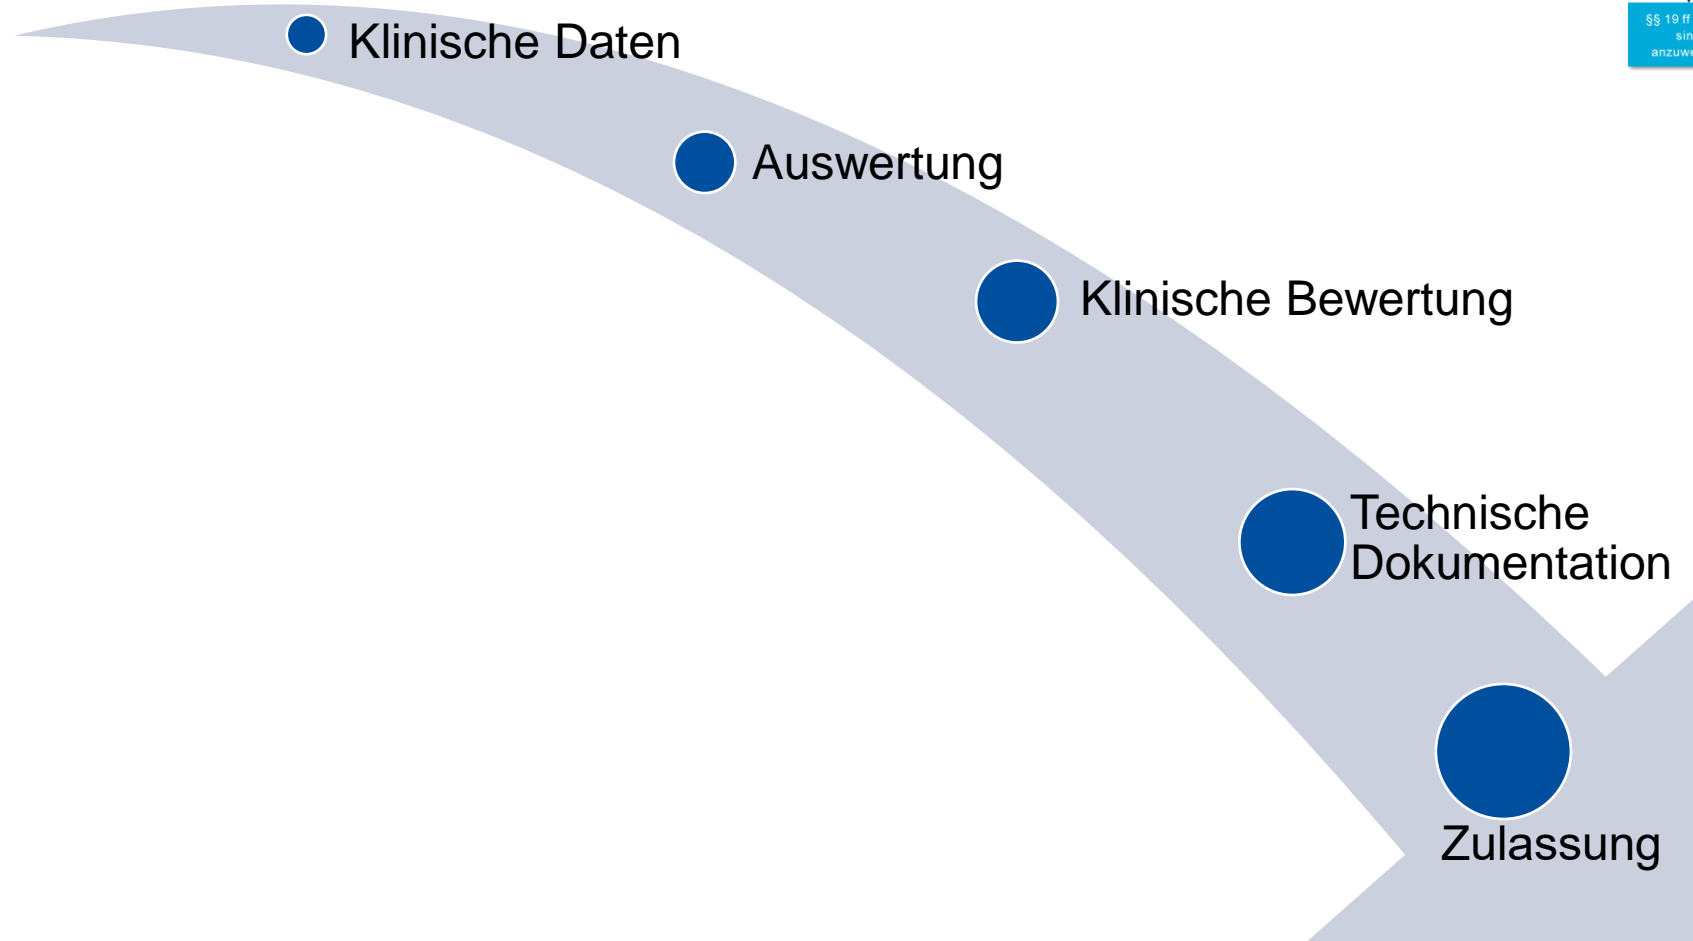 Klinische Daten
§§ 19 ff
Auswertung
Klinische Bewertung
Technische
Dokumentation
Zulassung